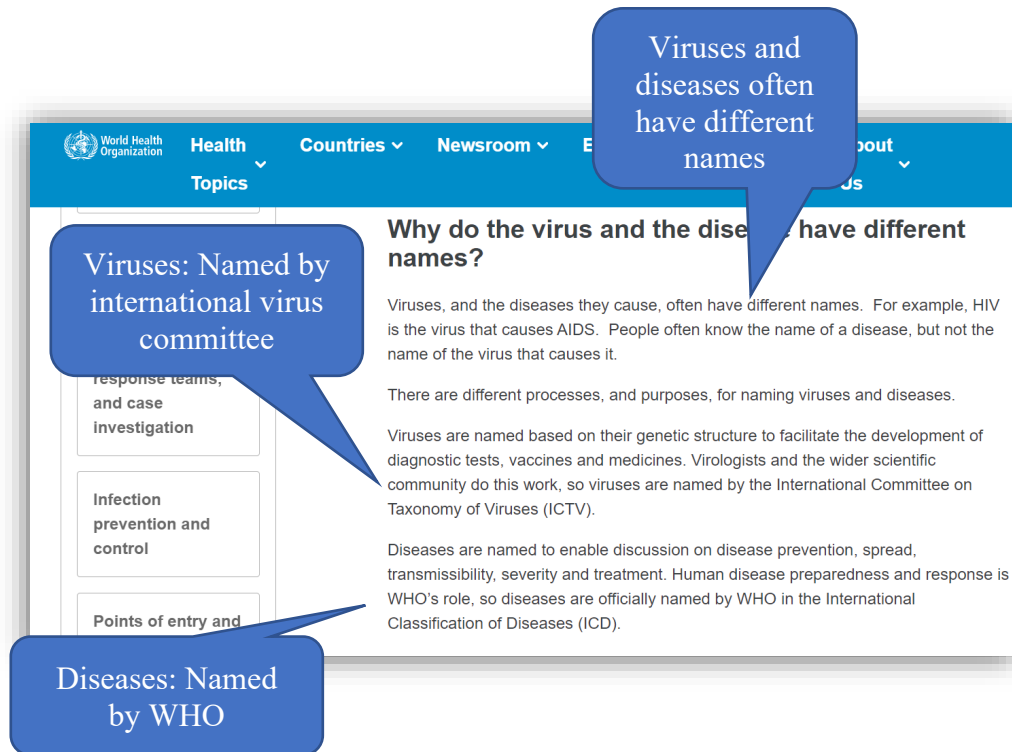 Viruses and
diseases often
have different
names
World Health
Organization
Health
Topics
Countries
Newsroom
E
bout
Us
Why do the virus and the dise have different
names?
Viruses: Named by
international virus
committee
Viruses, and the diseases they cause, often have different names. For example, HIV
is the virus that causes AIDS. People often know the name of a disease, but not the
name of the virus that causes it.
response teams,
and case
investigation
There are different processes, and purposes, for naming viruses and diseases.
Viruses are named based on their genetic structure to facilitate the development of
diagnostic tests, vaccines and medicines. Virologists and the wider scientific
community do this work, so viruses are named by the International Committee on
Taxonomy of Viruses (ICTV).
Infection
prevention and
control
Diseases are named to enable discussion on disease prevention, spread,
transmissibility, severity and treatment. Human disease preparedness and response is
WHO’s role, so diseases are officially named by WHO in the International
Classification of Diseases (ICD).
Points of entry and
Diseases: Named
by WHO